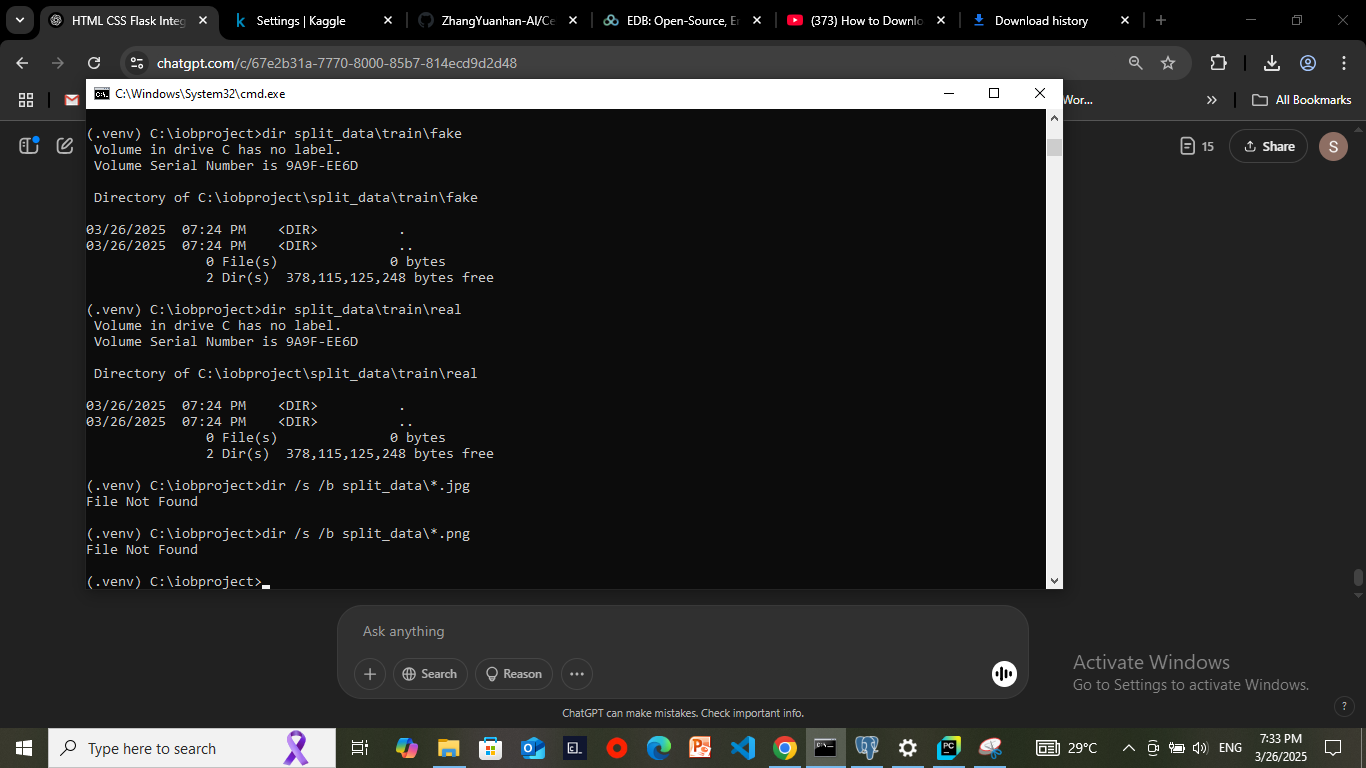 HTML CSS Flask Integ
Settings | Kaggle
ZhangYuanhan-AI/Ce
EDB: Open-Source, E
(373) How to Downlo
Download history
chatgpt.com/c/67e2b31a-7770-8000-85b7-814ecd9d2d48
Wor...
All Bookmarks
C:\Windows\System32\cmd.exe
15
Share
S
(.venv) C:\iobproject>dir split_data\train\fake
Volume in drive C has no label.
Volume Serial Number is 9A9F-EE6D
Directory of C:\iobproject\split_data\train\fake
03/26/2025 07:24 PM <DIR> .
03/26/2025 07:24 PM <DIR> ..
0 File(s) 0 bytes
2 Dir(s) 378,115,125,248 bytes free
(.venv) C:\iobproject>dir split_data\train\real
Volume in drive C has no label.
Volume Serial Number is 9A9F-EE6D
Directory of C:\iobproject\split_data\train\real
03/26/2025 07:24 PM <DIR> .
03/26/2025 07:24 PM <DIR> ..
0 File(s) 0 bytes
2 Dir(s) 378,115,125,248 bytes free
(.venv) C:\iobproject>dir /s /b split_data\*.jpg
File Not Found
(.venv) C:\iobproject>dir /s /b split_data\*.png
File Not Found
(.venv) C:\iobproject>
Ask anything
Search
Reason
ChatGPT can make mistakes. Check important info.
Activate Windows
Go to Settings to activate Windows.
?
Type here to search
29°C
ENG
7:33 PM
3/26/2025